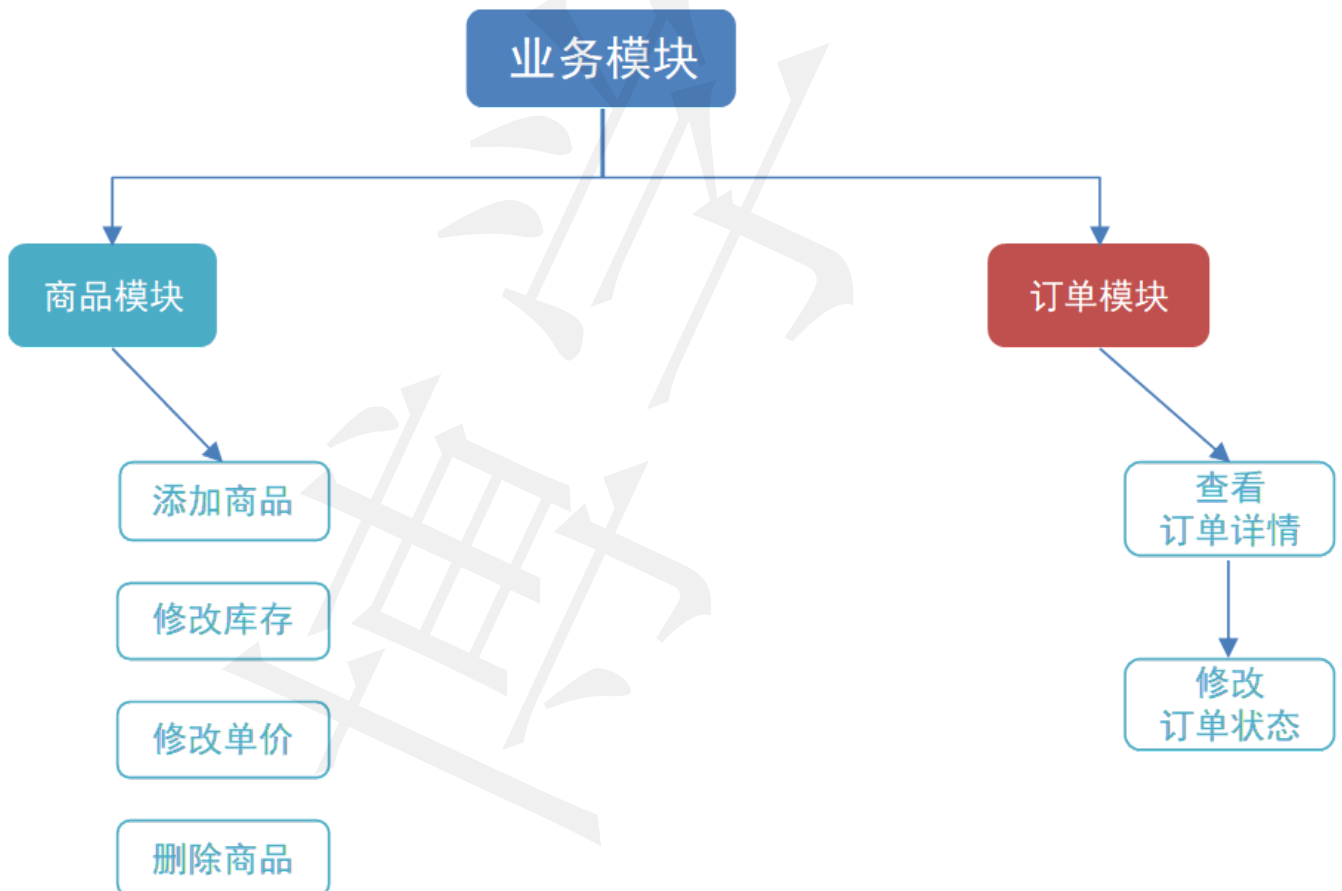 业务模块
商品模块
订单模块
添加商品
修改库存
修改单价
删除商品
查看
订单详情
修改
订单状态
博学